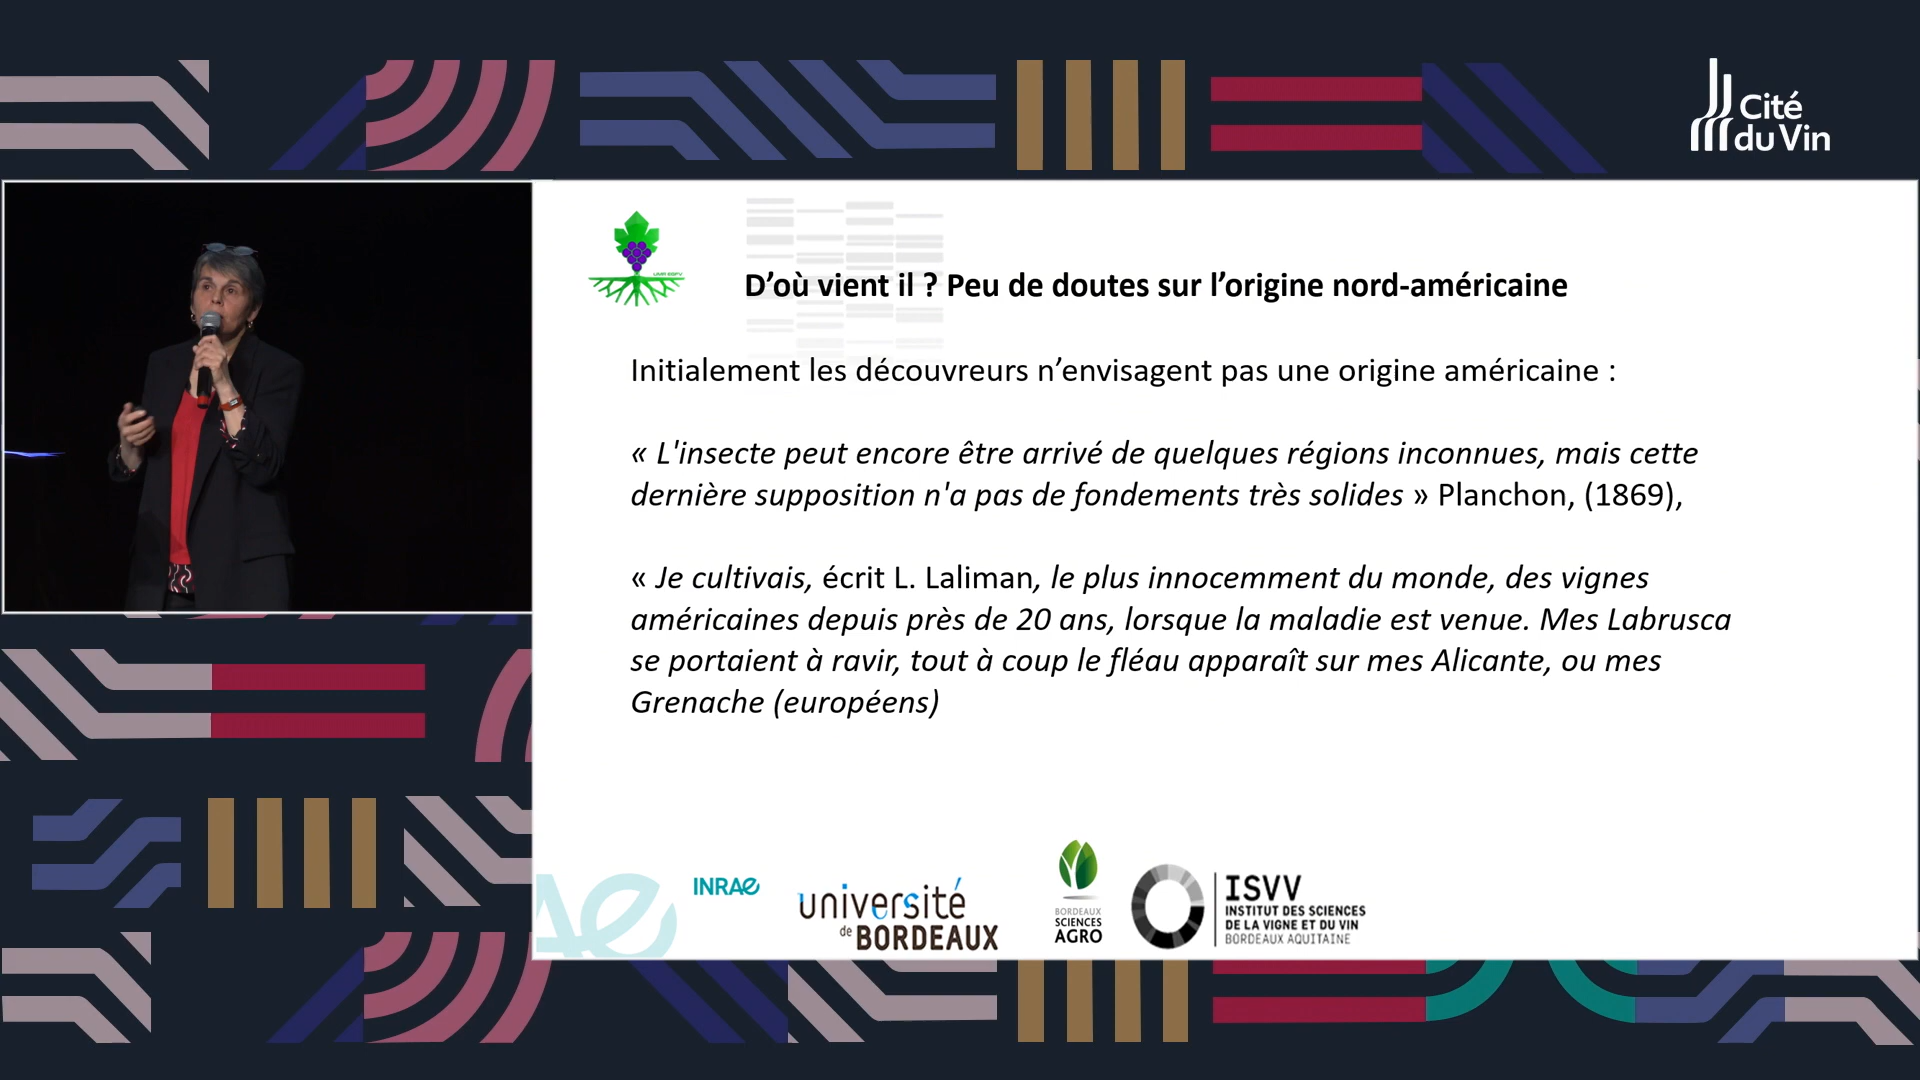 Cité
du Vin
UMR EGFV
D’où vient il ? Peu de doutes sur l’origine nord-américaine
Initialement les découvreurs n’envisagent pas une origine américaine :
« L'insecte peut encore être arrivé de quelques régions inconnues, mais cette
dernière supposition n'a pas de fondements très solides » Planchon, (1869),
« Je cultivais, écrit L. Laliman, le plus innocemment du monde, des vignes
américaines depuis près de 20 ans, lorsque la maladie est venue. Mes Labrusca
se portaient à ravir, tout à coup le fléau apparaît sur mes Alicante, ou mes
Grenache (européens)
INRAE
université
de BORDEAUX
BORDEAUX
SCIENCES
AGRO
ISVV
INSTITUT DES SCIENCES
DE LA VIGNE ET DU VIN
BORDEAUX AQUITAINE